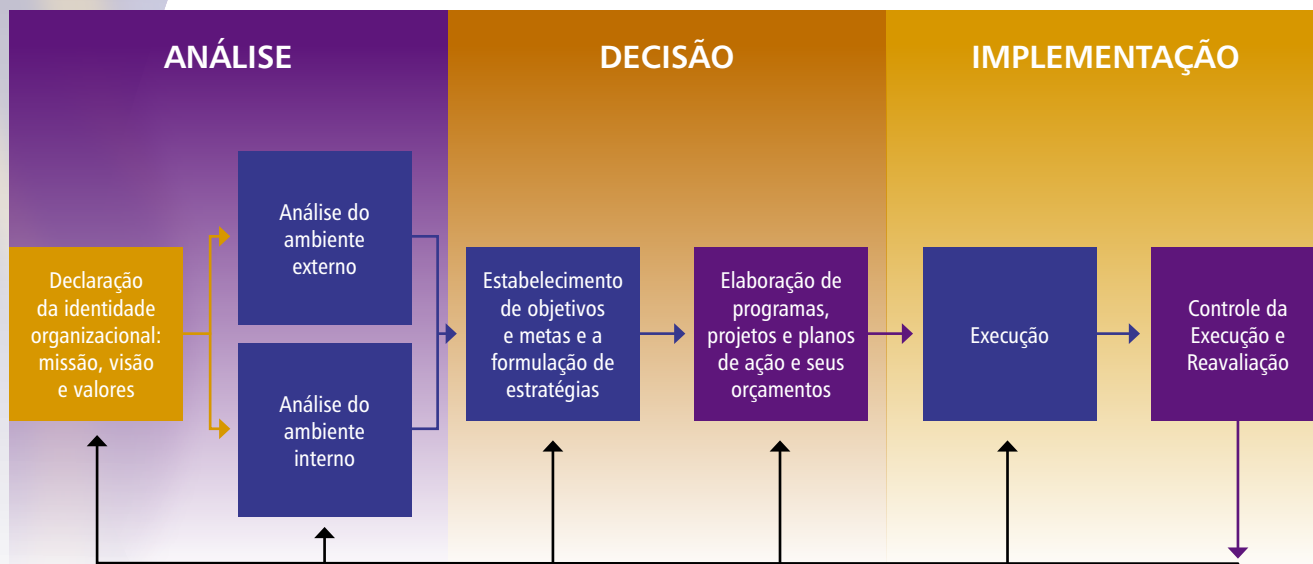 ANÁLISE
DECISÃO
IMPLEMENTAÇÃO
Declaração
da identidade
organizacional:
missão, visão
e valores
Análise do
ambiente
externo
Análise do
ambiente
interno
Estabelecimento
de objetivos
e metas e a
formulação de
estratégias
Elaboração de
programas,
projetos e planos
de ação e seus
orçamentos
Execução
Controle da
Execução e
Reavaliação